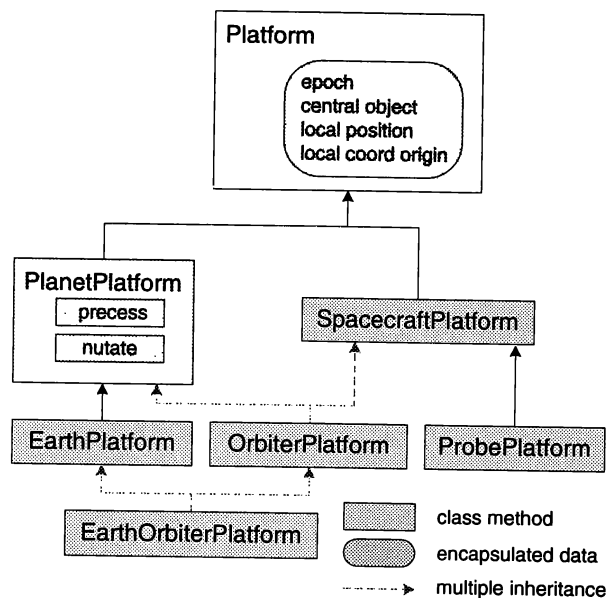 Platform
epoch
central object
local position
local coord origin
PlanetPlatform
precess
nutate
SpacecraftPlatform
EarthPlatform
OrbiterPlatform
ProbePlatform
EarthOrbiterPlatform
class method
encapsulated data
multiple inheritance